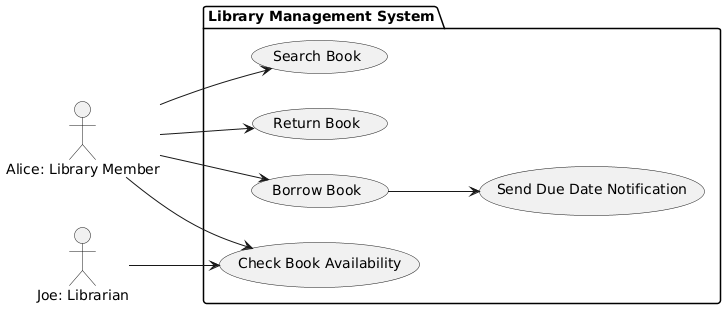 Library Management System
Search Book
Return Book
Alice: Library Member
Borrow Book
Send Due Date Notification
Check Book Availability
Joe: Librarian